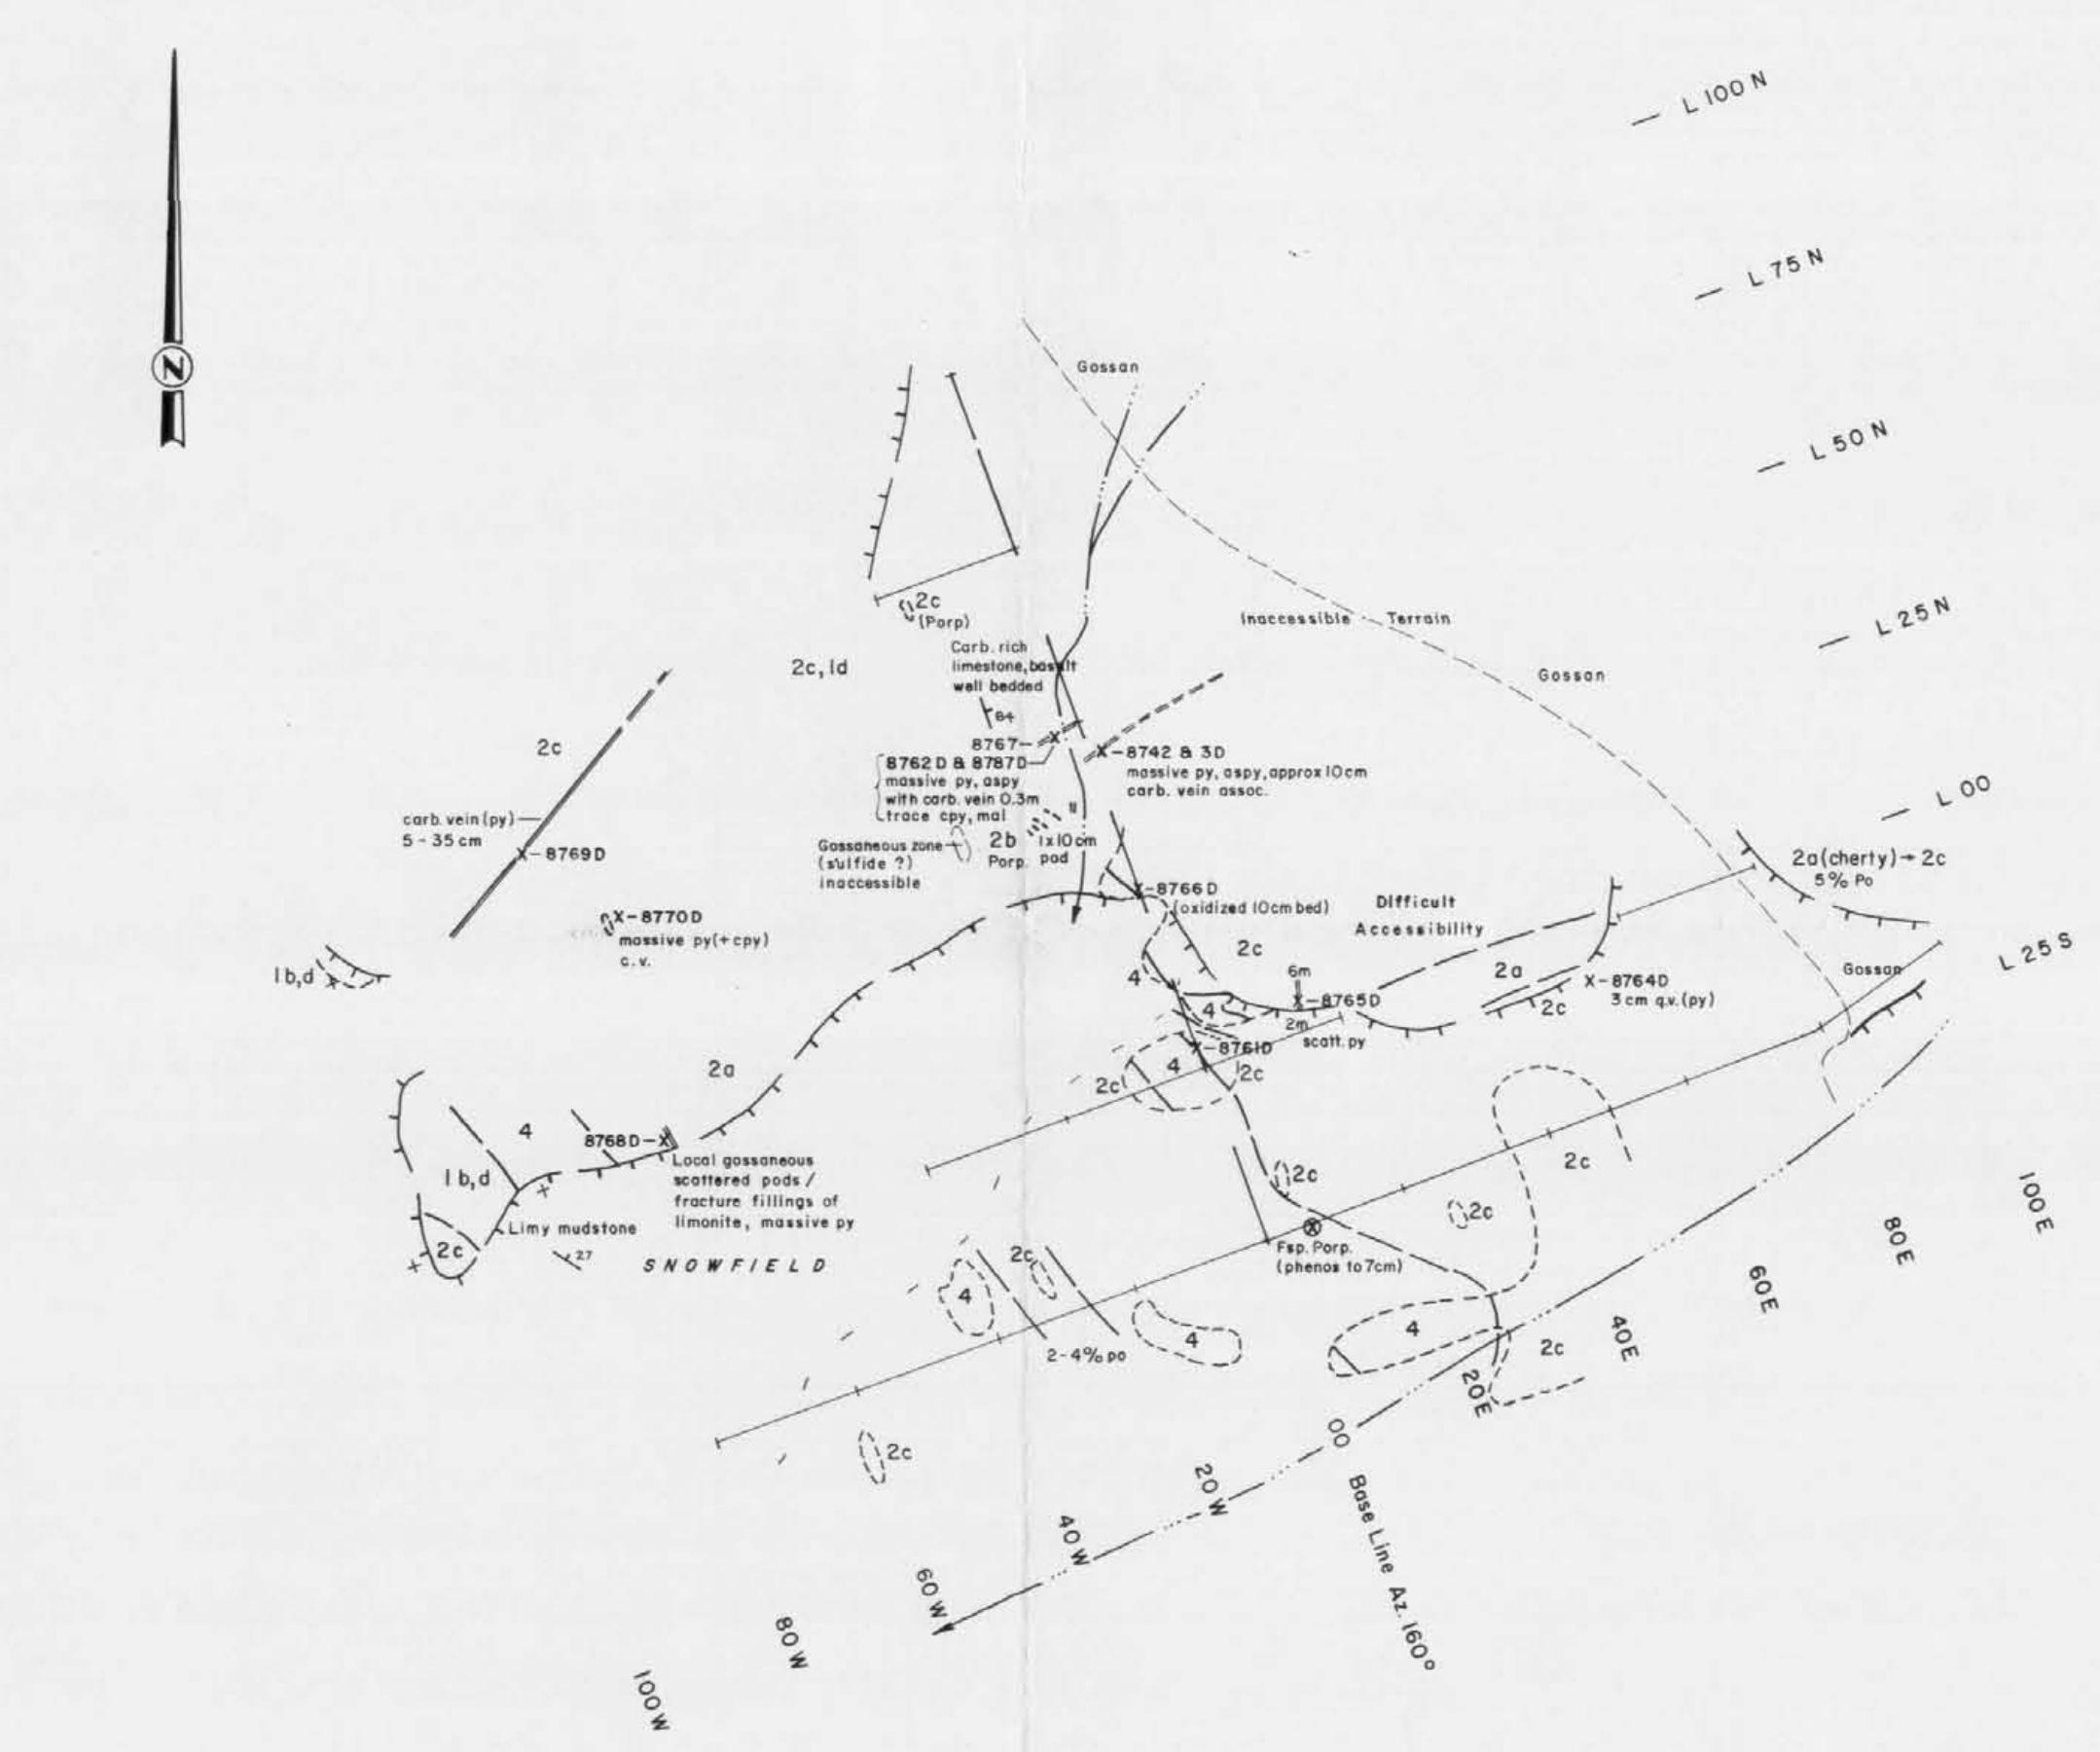 L 100 N
L 75 N
N
Gossan
L 50 N
2c
(Porp)
Inaccessible Terrain
L 25 N
Carb. rich
limestone, basalt
well bedded
2c, 1d
Gossan
84
2c
8767-X
X-8742 & 3D
massive py, aspy, approx 10cm
carb. vein assoc.
8762 D & 8787 D
massive py, aspy
with carb. vein 0.3m
trace cpy, mal
L 00
carb. vein (py)
5 - 35 cm
X-8769D
Gossaneous zone
(sulfide ?)
inaccessible
2b
Porp.
1x10cm
pod
2a (cherty) → 2c
5% Po
X-8766D
(oxidized 10cm bed)
Difficult
Accessibility
X-8770D
massive py (+cpy)
c.v.
2c
L 25 S
1b,d
4
6m
2a
Gossan
X-8764D
3 cm q.v. (py)
X-8765D
2c
4
2m
scatt. py
X-8761D
2a
2c
4
2c
4
8768D-X
Local gossaneous
scattered pods /
fracture fillings of
limonite, massive py
1b,d
2c
2c
2c
100E
Limy mudstone
27
2c
SNOWFIELD
80E
Fsp. Porp.
(phenos to 7cm)
2c
4
60E
4
4
2c
40E
2-4% po
20E
2c
00
20W
Base Line Az. 160°
40W
60W
80W
100W